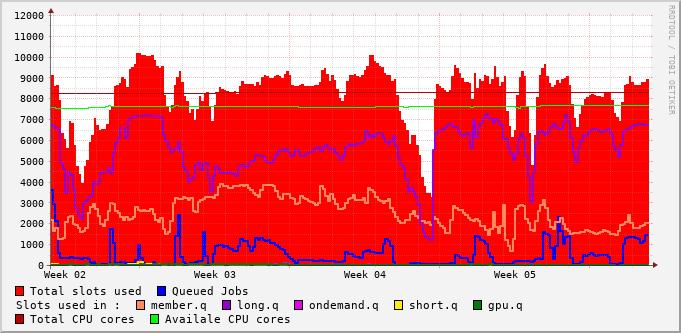 12000
11000
10000
9000
8000
7000
6000
5000
4000
3000
2000
1000
0
Week 02 Week 03 Week 04 Week 05
RRDTOOL / TOBI OETIKER
Total slots used Queued Jobs
Slots used in : member.q long.q ondemand.q short.q gpu.q
Total CPU cores Availale CPU cores